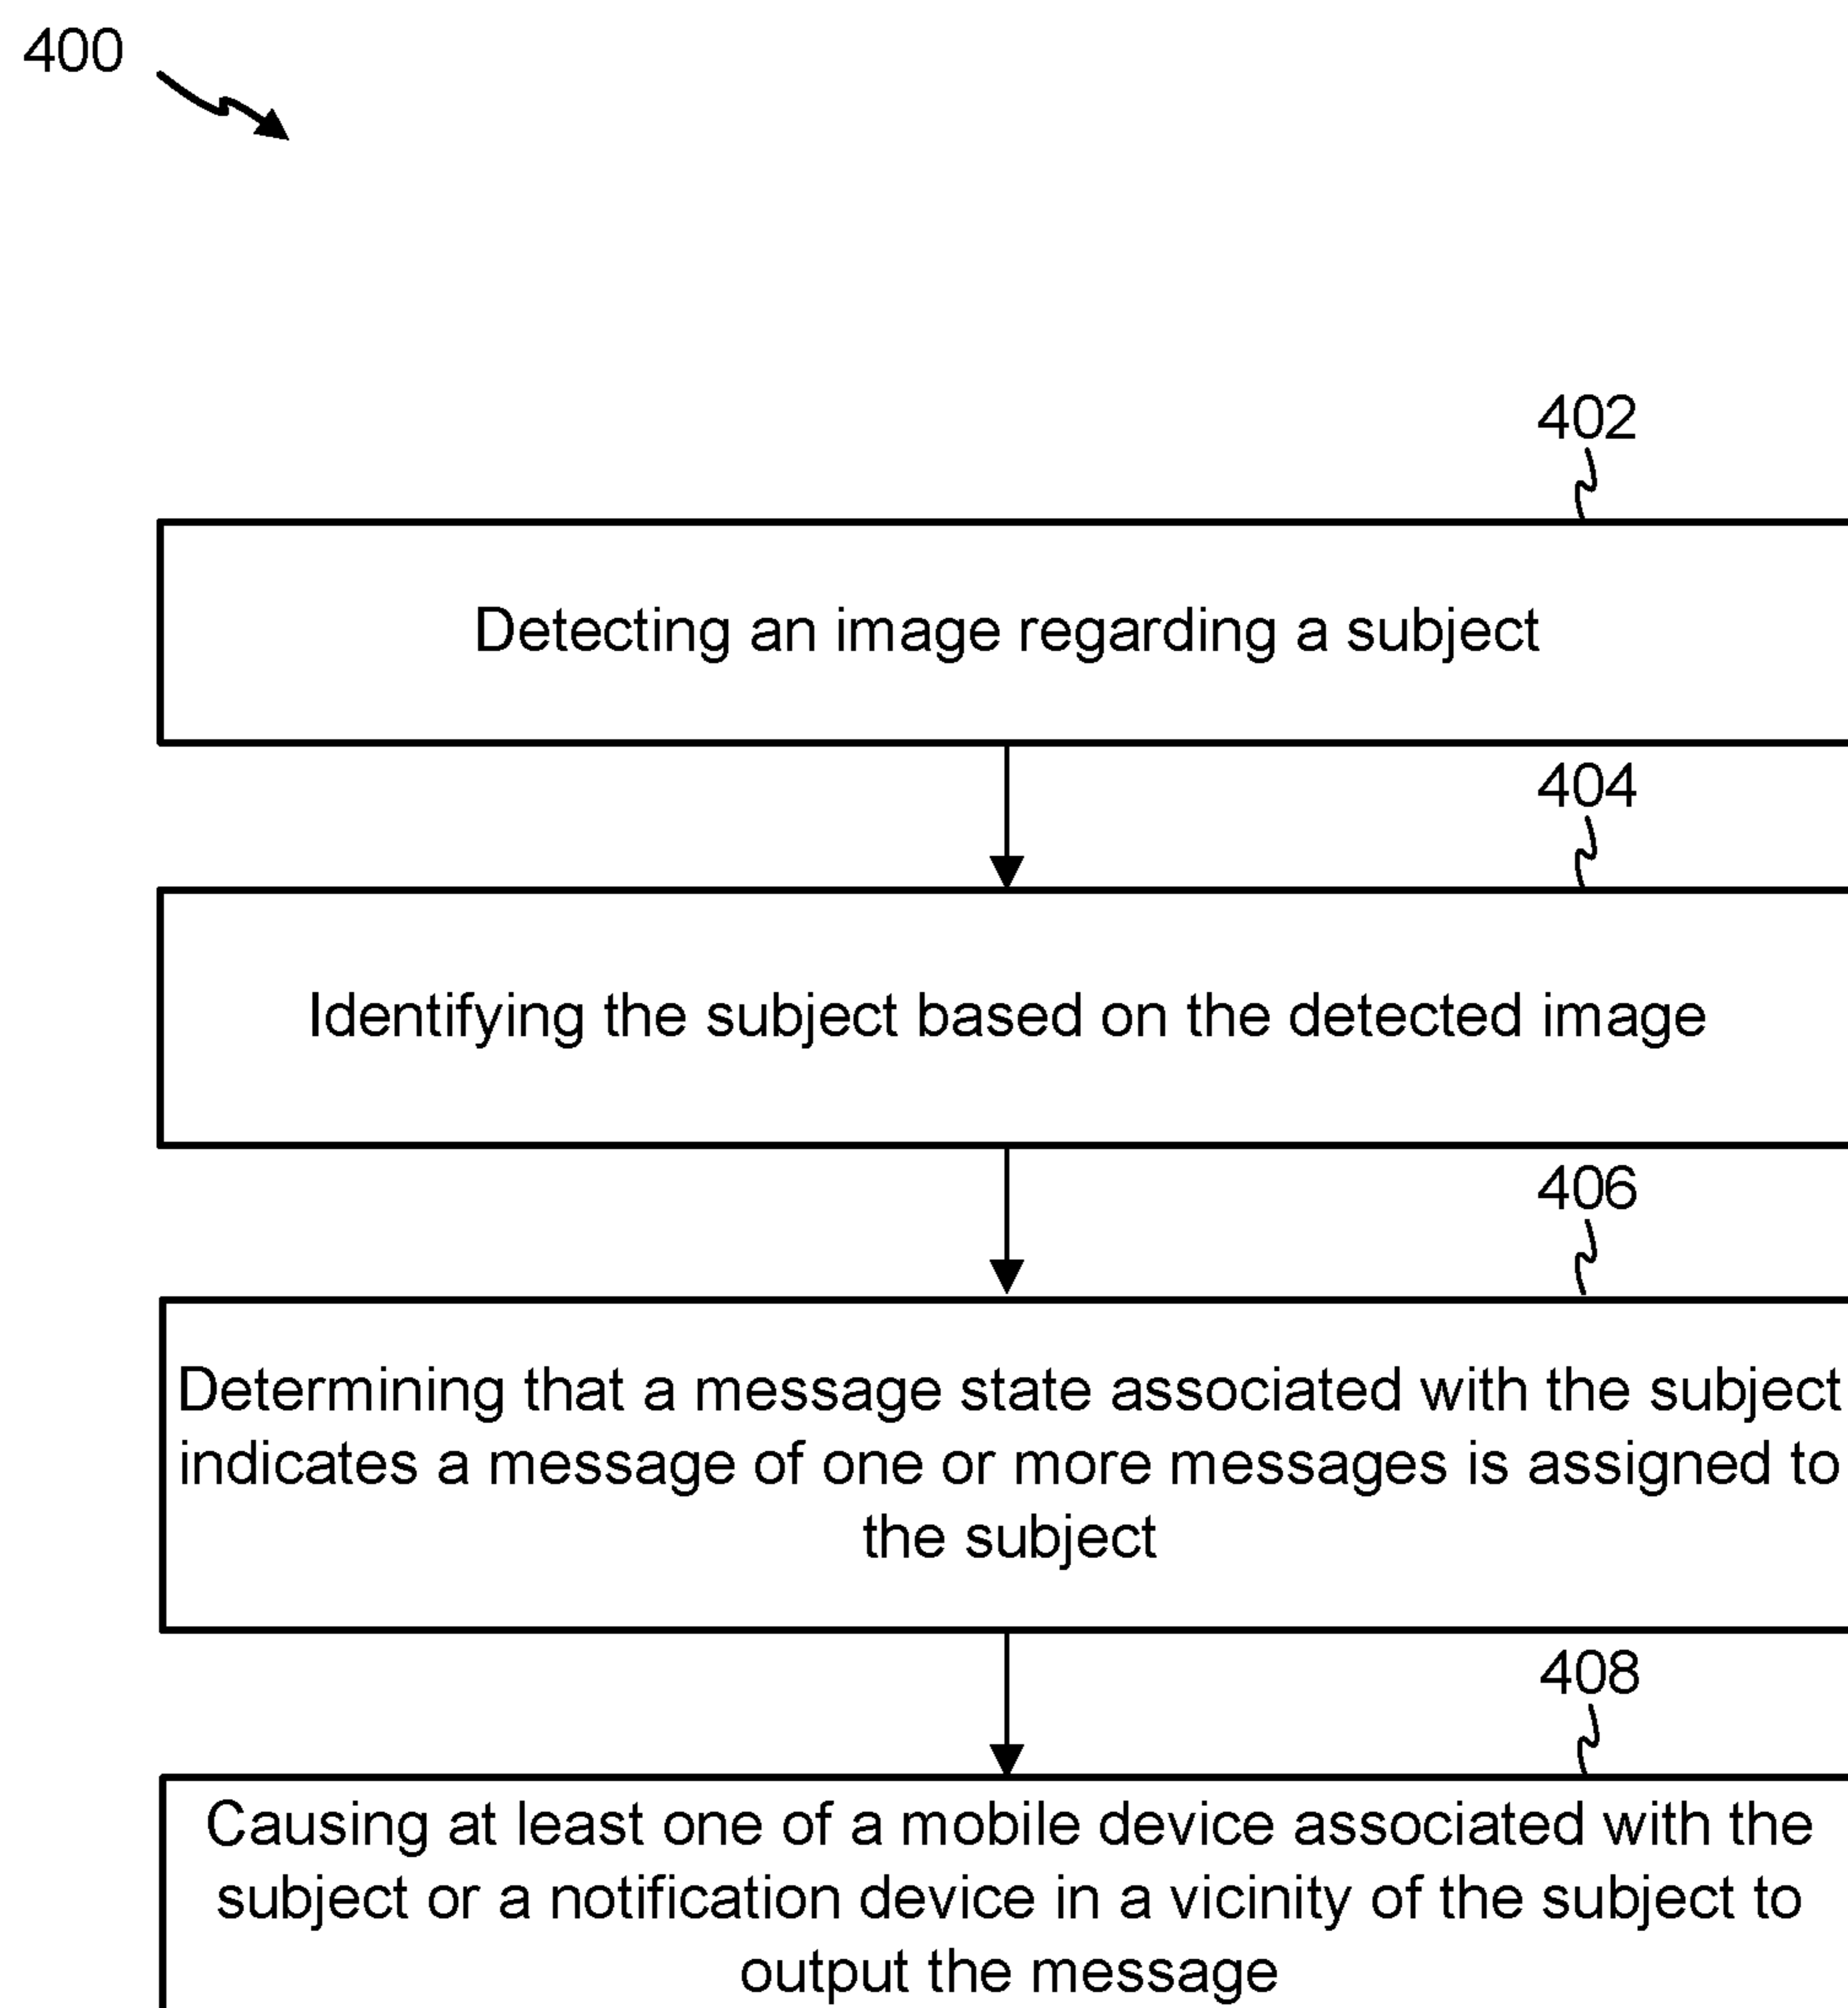 400
402
Detecting an image regarding a subject
404
Identifying the subject based on the detected image
406
Determining that a message state associated with the subject
indicates a message of one or more messages is assigned to
the subject
408
Causing at least one of a mobile device associated with the
subject or a notification device in a vicinity of the subject to
output the message